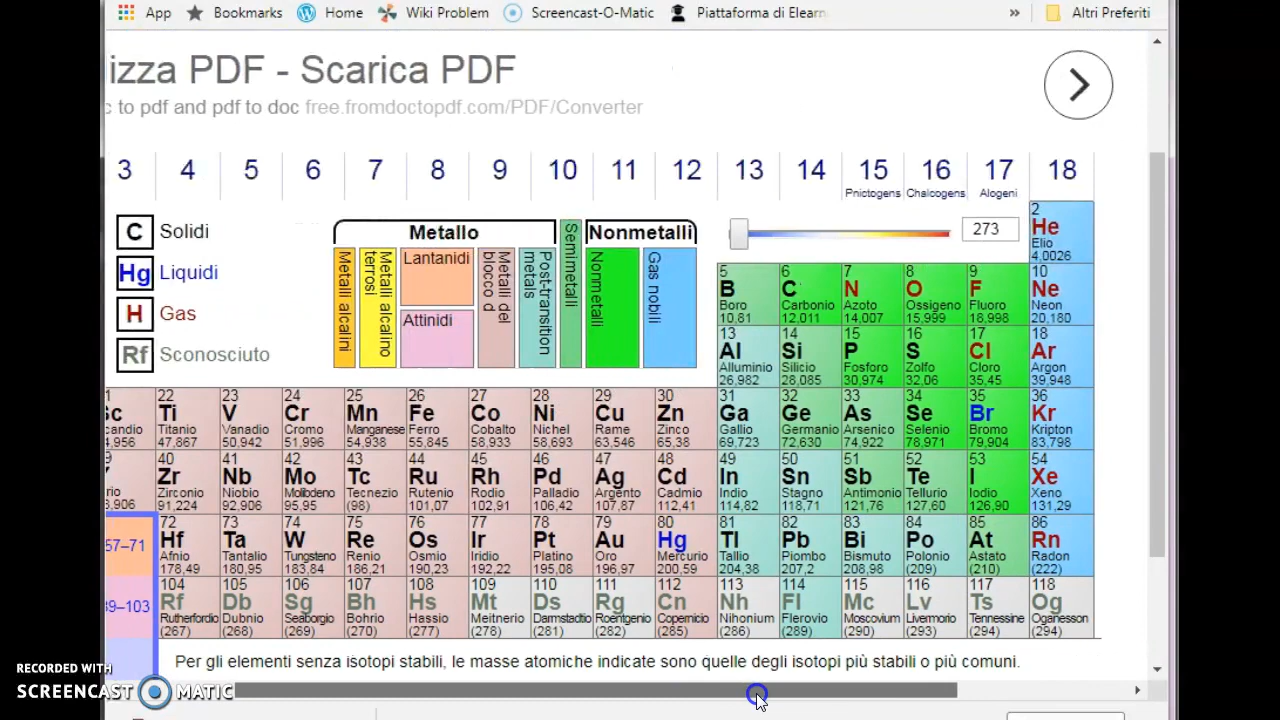 App Bookmarks Home Wiki Problem Screencast-O-Matic Piattaforma di Elearn » Altri Preferiti
izza PDF - Scarica PDF
c to pdf and pdf to doc free.fromdoctopdf.com/PDF/Converter
3 4 5 6 7 8 9 10 11 12 13 14 15 16 17 18
Pnictogens Chalcogens Alogeni
C Solidi
Hg Liquidi
H Gas
Rf Sconosciuto
Metallo
Metalli alcalini
Metalli alcalino terrosi
Lantanidi
Attinidi
Metalli del blocco d
Post-transition metals
Semimetalli
Nonmetalli
Nonmetalli
Gas nobili
273
2
He
Elio
4,0026
5 6 7 8 9 10
B C N O F Ne
Boro Carbonio Azoto Ossigeno Fluoro Neon
10,81 12,011 14,007 15,999 18,998 20,180
13 14 15 16 17 18
Al Si P S Cl Ar
Alluminio Silicio Fosforo Zolfo Cloro Argon
26,982 28,085 30,974 32,06 35,45 39,948
1 22 23 24 25 26 27 28 29 30 31 32 33 34 35 36
c Ti V Cr Mn Fe Co Ni Cu Zn Ga Ge As Se Br Kr
candio Titanio Vanadio Cromo Manganese Ferro Cobalto Nichel Rame Zinco Gallio Germanio Arsenico Selenio Bromo Kripton
4,956 47,867 50,942 51,996 54,938 55,845 58,933 58,693 63,546 65,38 69,723 72,630 74,922 78,971 79,904 83,798
9 40 41 42 43 44 45 46 47 48 49 50 51 52 53 54
Zr Nb Mo Tc Ru Rh Pd Ag Cd In Sn Sb Te I Xe
rio Zirconio Niobio Molibdeno Tecnezio Rutenio Rodio Palladio Argento Cadmio Indio Stagno Antimonio Tellurio Iodio Xeno
3,906 91,224 92,906 95,95 (98) 101,07 102,91 106,42 107,87 112,41 114,82 118,71 121,76 127,60 126,90 131,29
57–71 72 73 74 75 76 77 78 79 80 81 82 83 84 85 86
Hf Ta W Re Os Ir Pt Au Hg Tl Pb Bi Po At Rn
Afnio Tantalio Tungsteno Renio Osmio Iridio Platino Oro Mercurio Tallio Piombo Bismuto Polonio Astato Radon
178,49 180,95 183,84 186,21 190,23 192,22 195,08 196,97 200,59 204,38 207,2 208,98 (209) (210) (222)
89–103 104 105 106 107 108 109 110 111 112 113 114 115 116 117 118
Rf Db Sg Bh Hs Mt Ds Rg Cn Nh Fl Mc Lv Ts Og
Rutherfordio Dubnio Seaborgio Bohrio Hassio Meitnerio Darmstadtio Roentgenio Copernicio Nihonium Flerovio Moscovium Livermorio Tennessine Oganesson
(267) (268) (269) (270) (277) (278) (281) (282) (285) (286) (289) (290) (293) (294) (294)
Per gli elementi senza isotopi stabili, le masse atomiche indicate sono quelle degli isotopi più stabili o più comuni.
RECORDED WITH
SCREENCAST MATIC